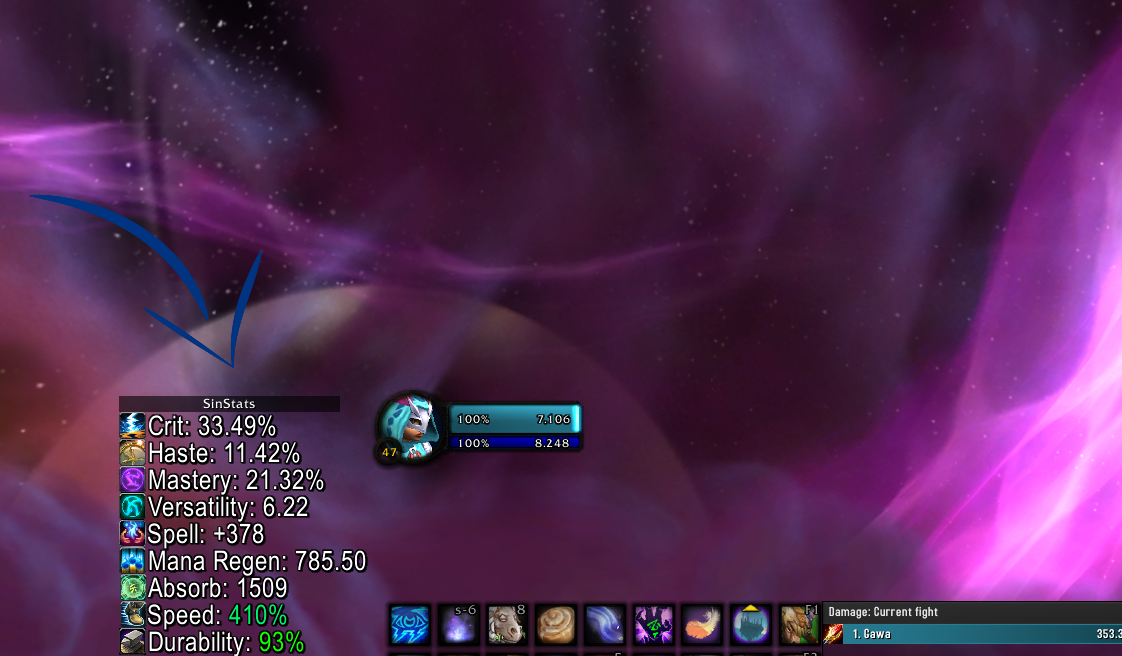 SinStats
Crit: 33.49%
Haste: 11.42%
Mastery: 21.32%
Versatility: 6.22
Spell: +378
Mana Regen: 785.50
Absorb: 1509
Speed: 410%
Durability: 93%
100% 7.106
100% 8.248
47
s-6
8
F1
Damage: Current fight
1. Gawa 353.3